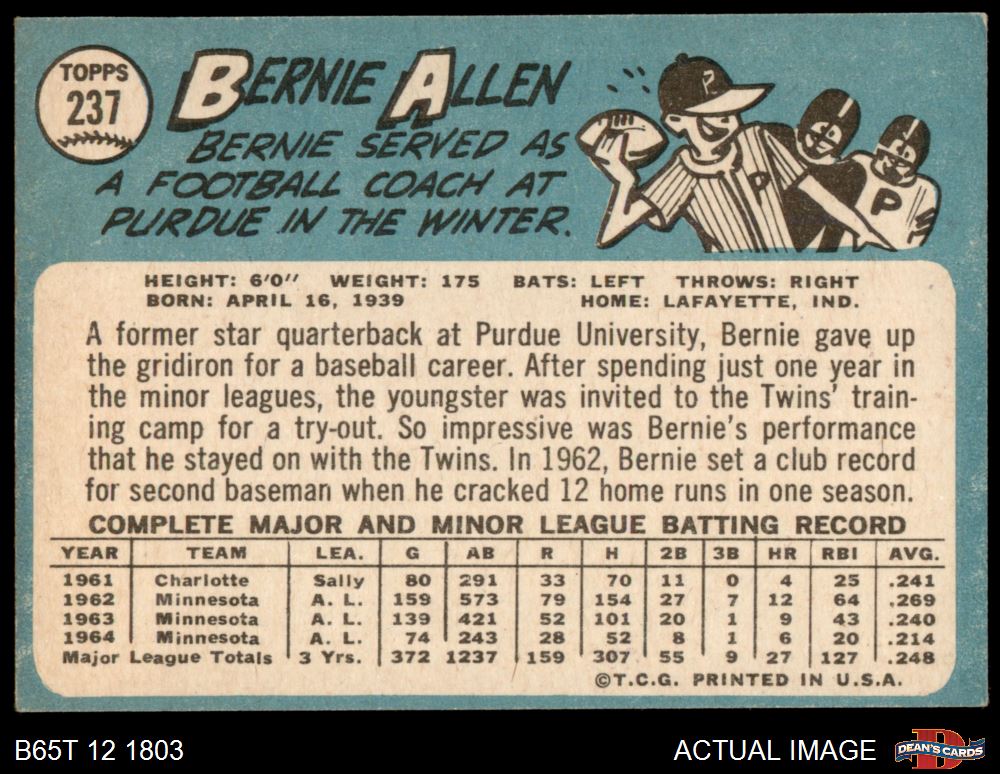 TOPPS
237
BERNIE ALLEN
BERNIE SERVED AS
A FOOTBALL COACH AT
PURDUE IN THE WINTER.
P
P
P
HEIGHT: 6'0" WEIGHT: 175 BATS: LEFT THROWS: RIGHT
BORN: APRIL 16, 1939 HOME: LAFAYETTE, IND.
A former star quarterback at Purdue University, Bernie gave up
the gridiron for a baseball career. After spending just one year in
the minor leagues, the youngster was invited to the Twins' train-
ing camp for a try-out. So impressive was Bernie's performance
that he stayed on with the Twins. In 1962, Bernie set a club record
for second baseman when he cracked 12 home runs in one season.
COMPLETE MAJOR AND MINOR LEAGUE BATTING RECORD
YEAR TEAM LEA. G AB R H 2B 3B HR RBI AVG.
1961 Charlotte Sally 80 291 33 70 11 0 4 25 .241
1962 Minnesota A. L. 159 573 79 154 27 7 12 64 .269
1963 Minnesota A. L. 139 421 52 101 20 1 9 43 .240
1964 Minnesota A. L. 74 243 28 52 8 1 6 20 .214
Major League Totals 3 Yrs. 372 1237 159 307 55 9 27 127 .248
©T.C.G. PRINTED IN U.S.A.
B65T 12 1803 ACTUAL IMAGE D DEAN'S CARDS